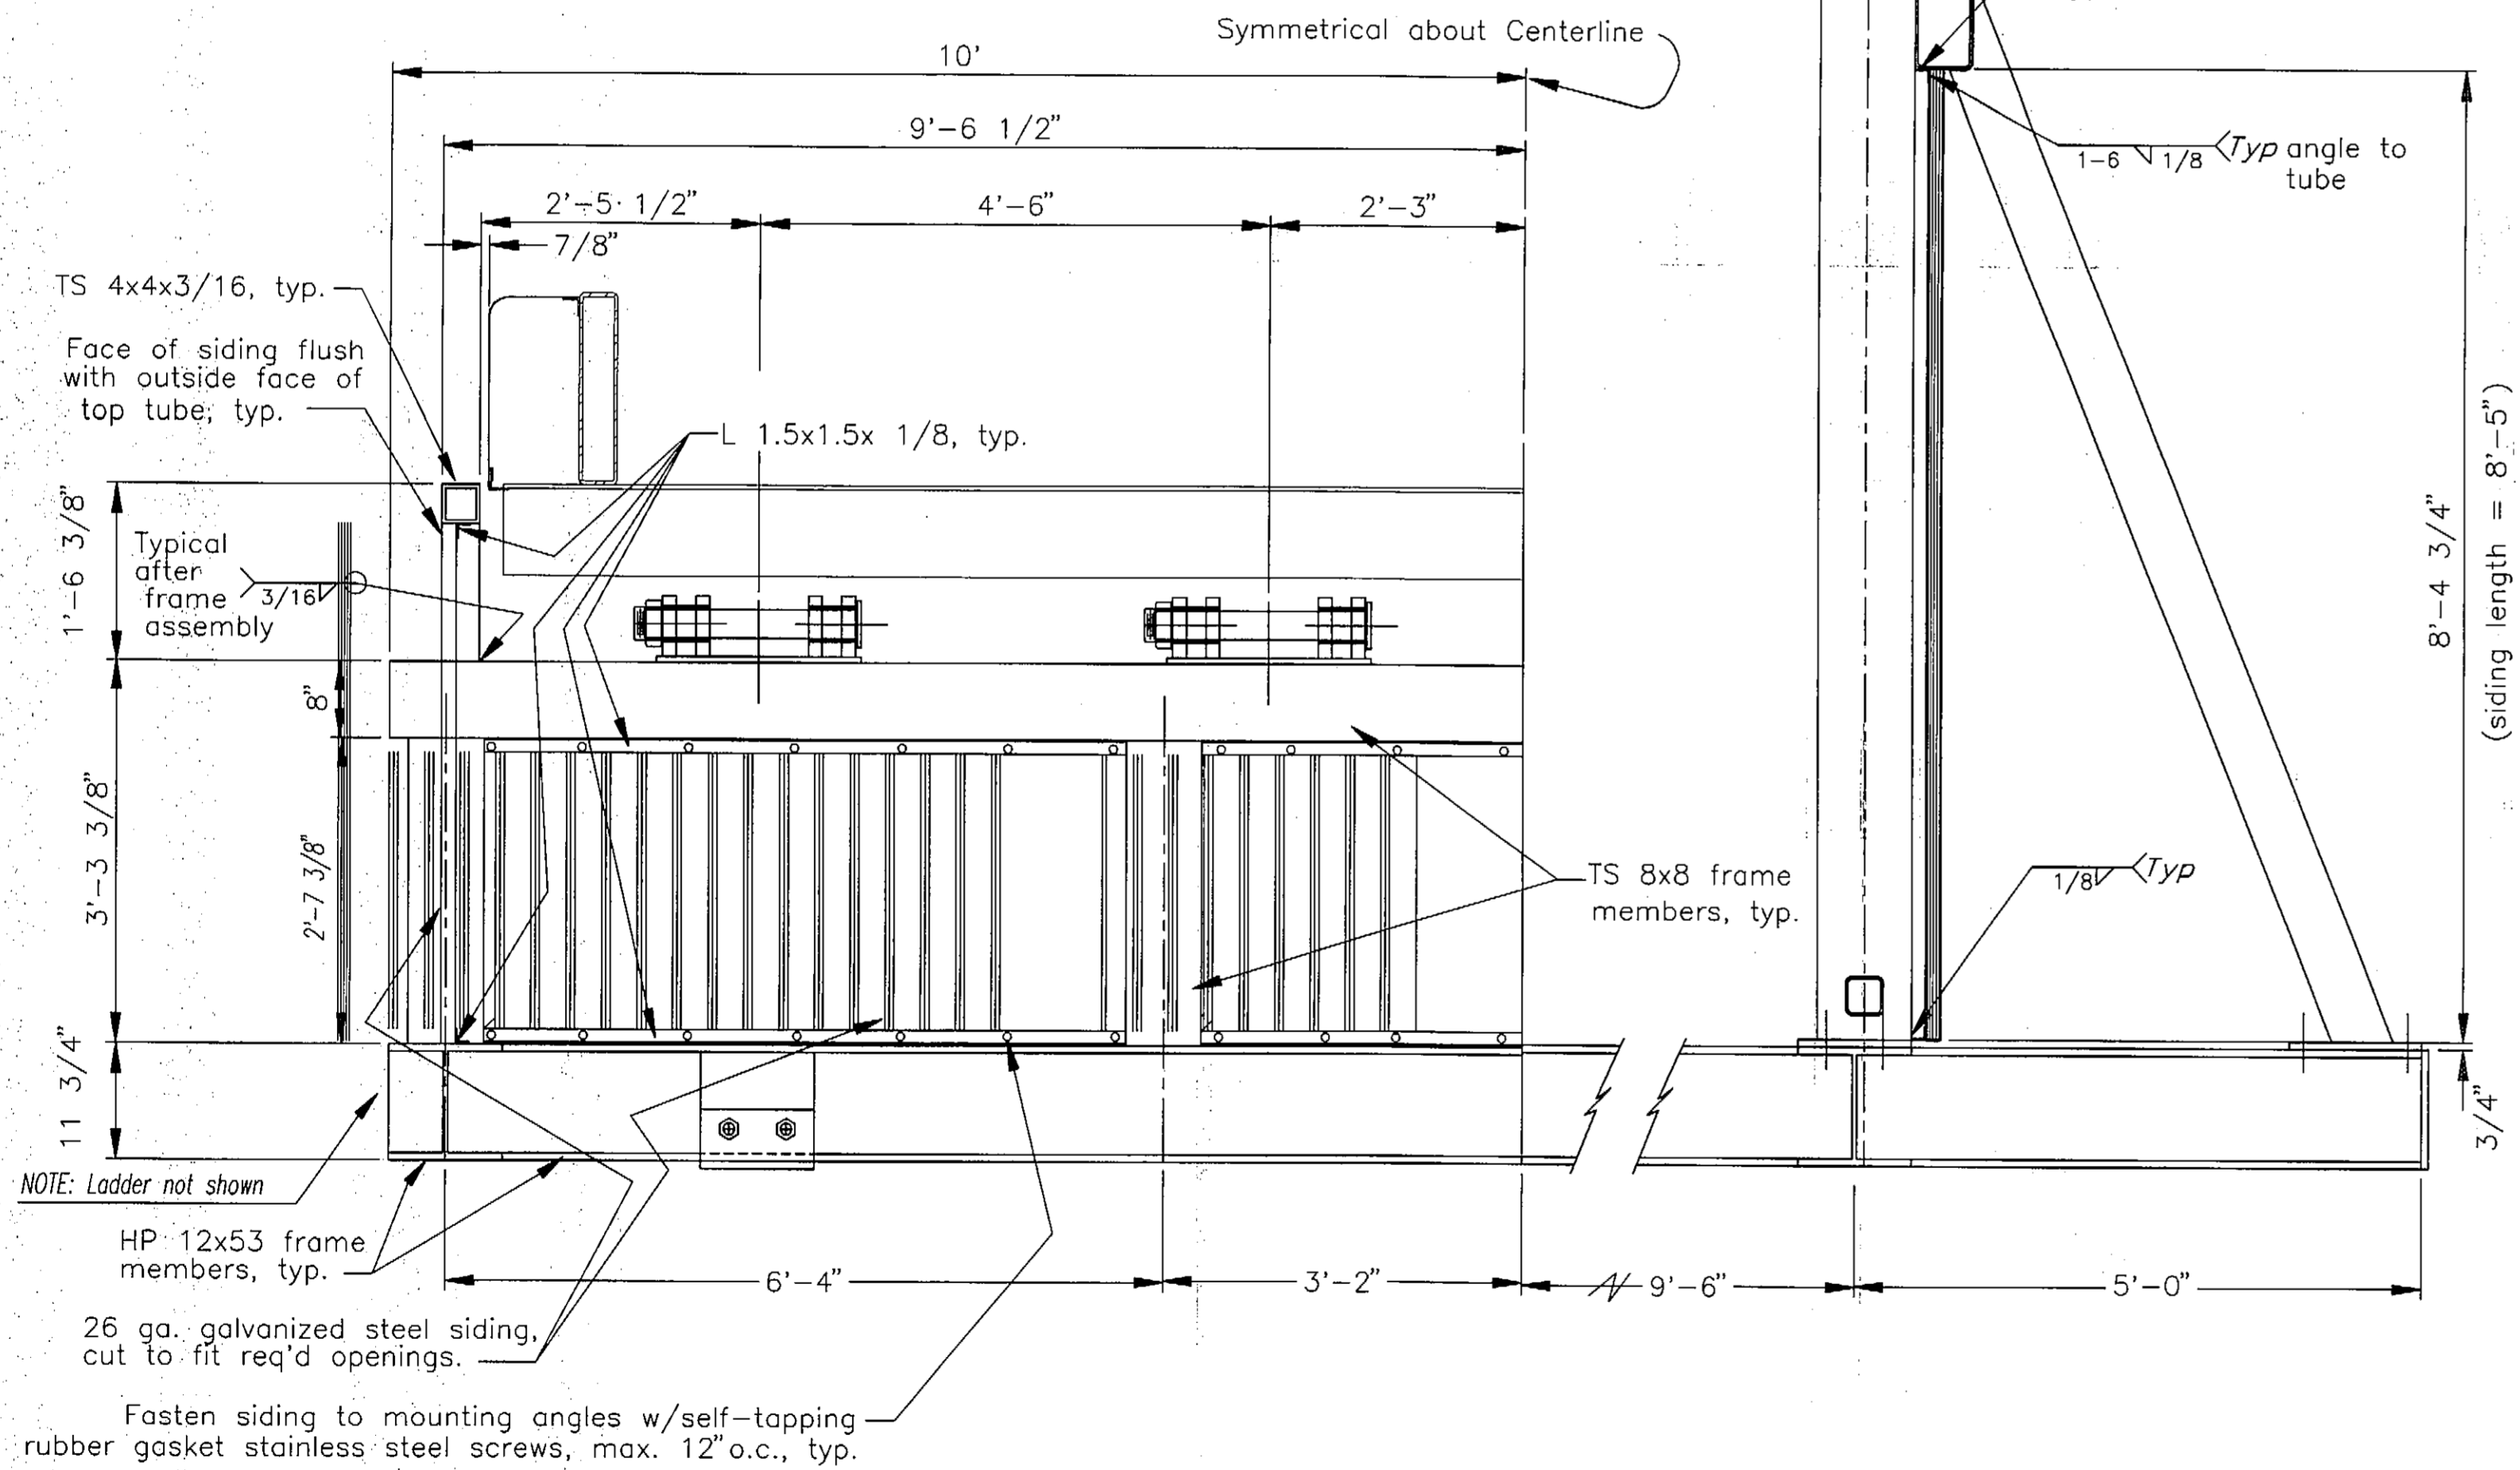 Symmetrical about Centerline
10'
9'-6 1/2"
2'-5 1/2"
4'-6"
2'-3"
7/8"
1-6
1/8
Typ angle to
tube
TS 4x4x3/16, typ.
Face of siding flush
with outside face of
top tube, typ.
L 1.5x1.5x 1/8, typ.
1'-6 3/8"
Typical
after
frame
assembly
3/16
8"
3'-3 3/8"
2'-7 3/8"
8'-4 3/4"
(siding length = 8'-5")
TS 8x8 frame
members, typ.
1/8
Typ
11 3/4"
3/4"
NOTE: Ladder not shown
HP 12x53 frame
members, typ.
6'-4"
3'-2"
9'-6"
5'-0"
26 ga. galvanized steel siding,
cut to fit req'd openings.
Fasten siding to mounting angles w/self-tapping
rubber gasket stainless steel screws, max. 12"o.c., typ.